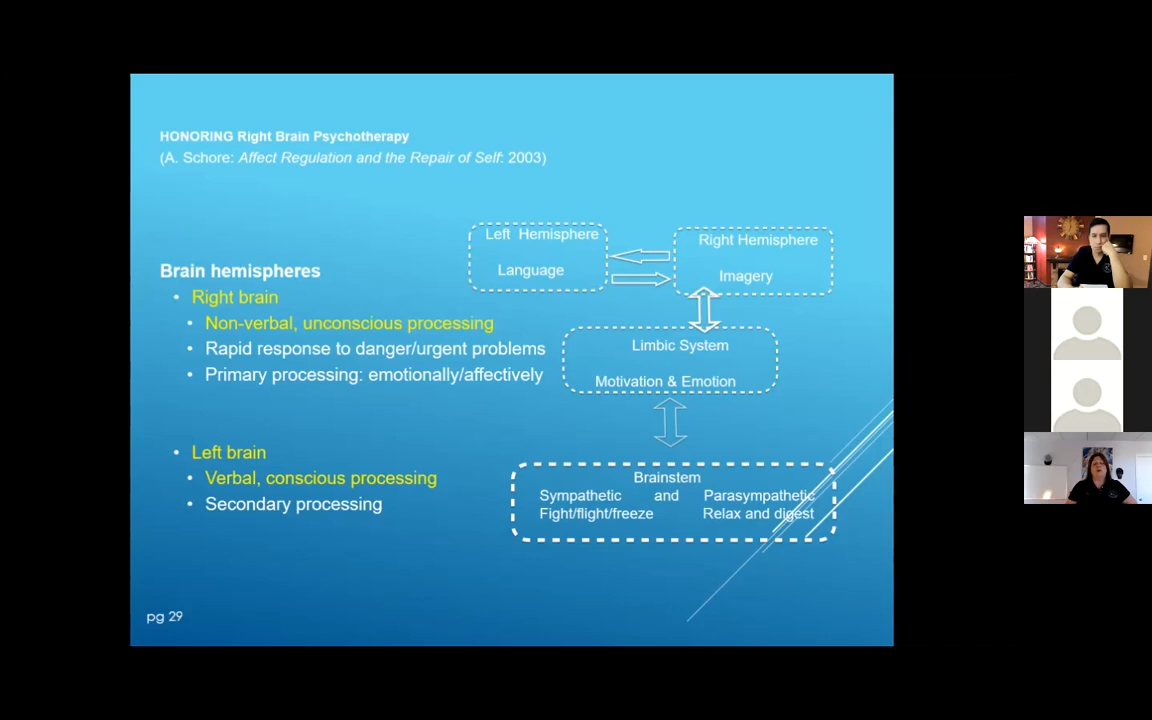 HONORING Right Brain Psychotherapy
(A. Schore: Affect Regulation and the Repair of Self: 2003)
Brain hemispheres
• Right brain
• Non-verbal, unconscious processing
• Rapid response to danger/urgent problems
• Primary processing: emotionally/affectively
• Left brain
• Verbal, conscious processing
• Secondary processing
Left Hemisphere
Language
Right Hemisphere
Imagery
Limbic System
Motivation & Emotion
Brainstem
Sympathetic and Parasympathetic
Fight/flight/freeze Relax and digest
pg 29